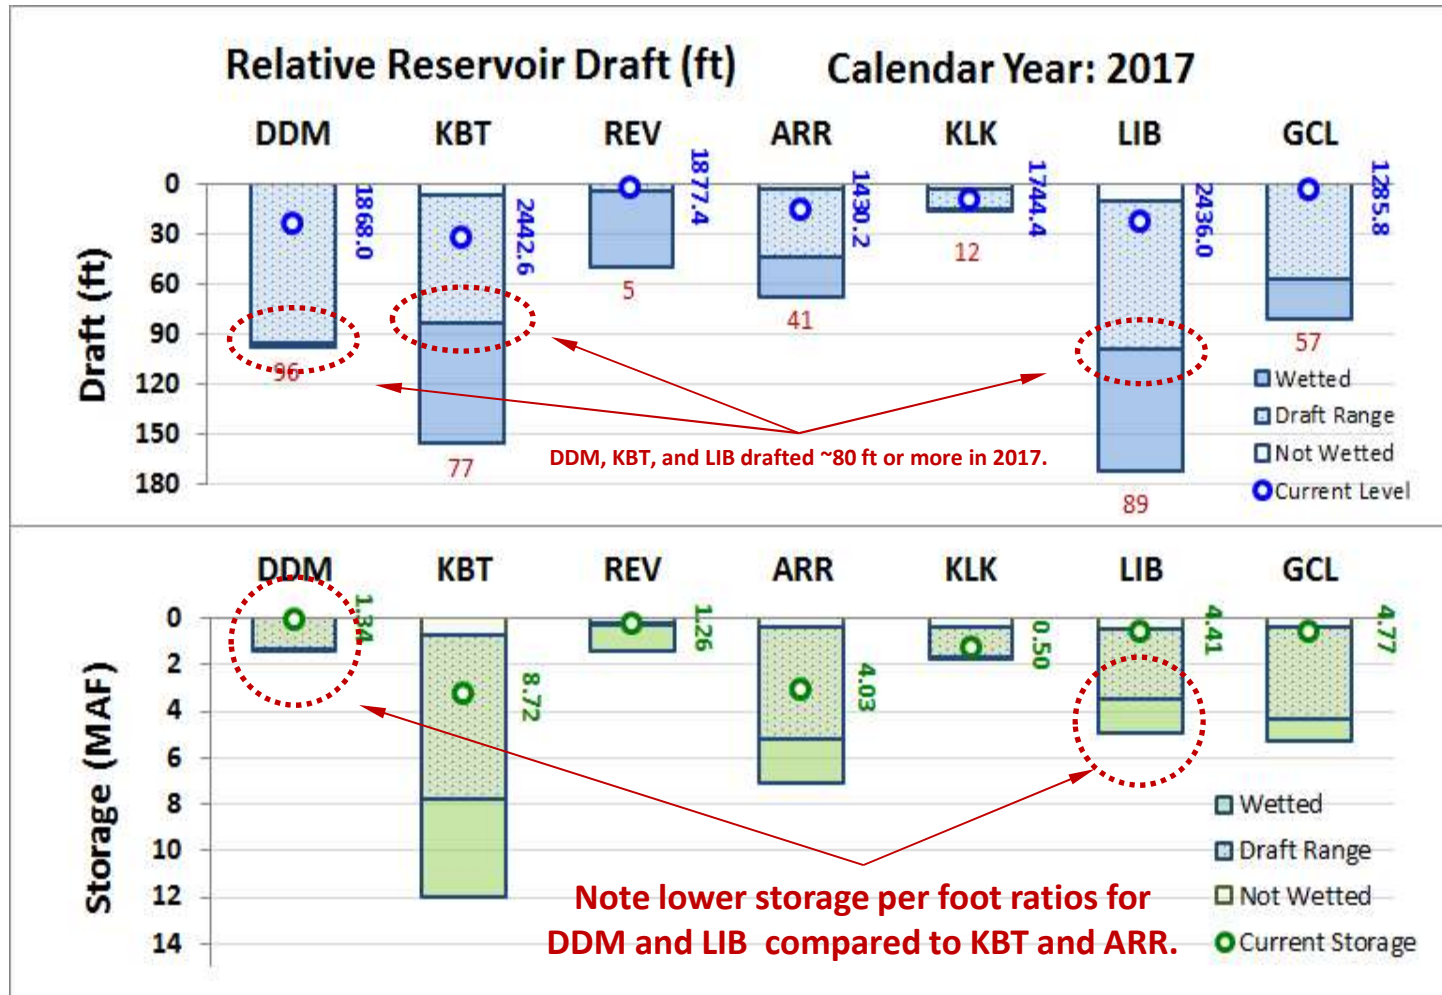 Relative Reservoir Draft (ft) Calendar Year: 2017
DDM KBT REV ARR KLK LIB GCL
Draft (ft)
0
30
60
90
120
150
180
1868.0
2442.6
1877.4
1430.2
1744.4
2436.0
1285.8
96
77
5
41
12
89
57
Wetted
Draft Range
Not Wetted
Current Level
DDM, KBT, and LIB drafted ~80 ft or more in 2017.
DDM KBT REV ARR KLK LIB GCL
Storage (MAF)
0
2
4
6
8
10
12
14
1.34
8.72
1.26
4.03
0.50
4.41
4.77
Wetted
Draft Range
Not Wetted
Current Storage
Note lower storage per foot ratios for
DDM and LIB compared to KBT and ARR.